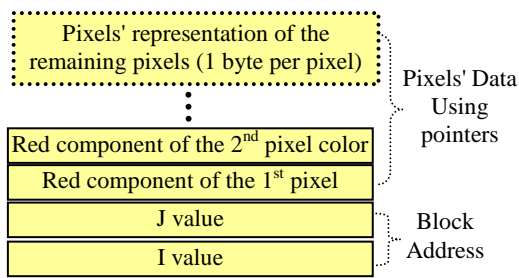 Pixels' representation of the
remaining pixels (1 byte per pixel)
Red component of the 2nd pixel color
Red component of the 1st pixel
J value
I value
Pixels' Data
Using
pointers
Block
Address